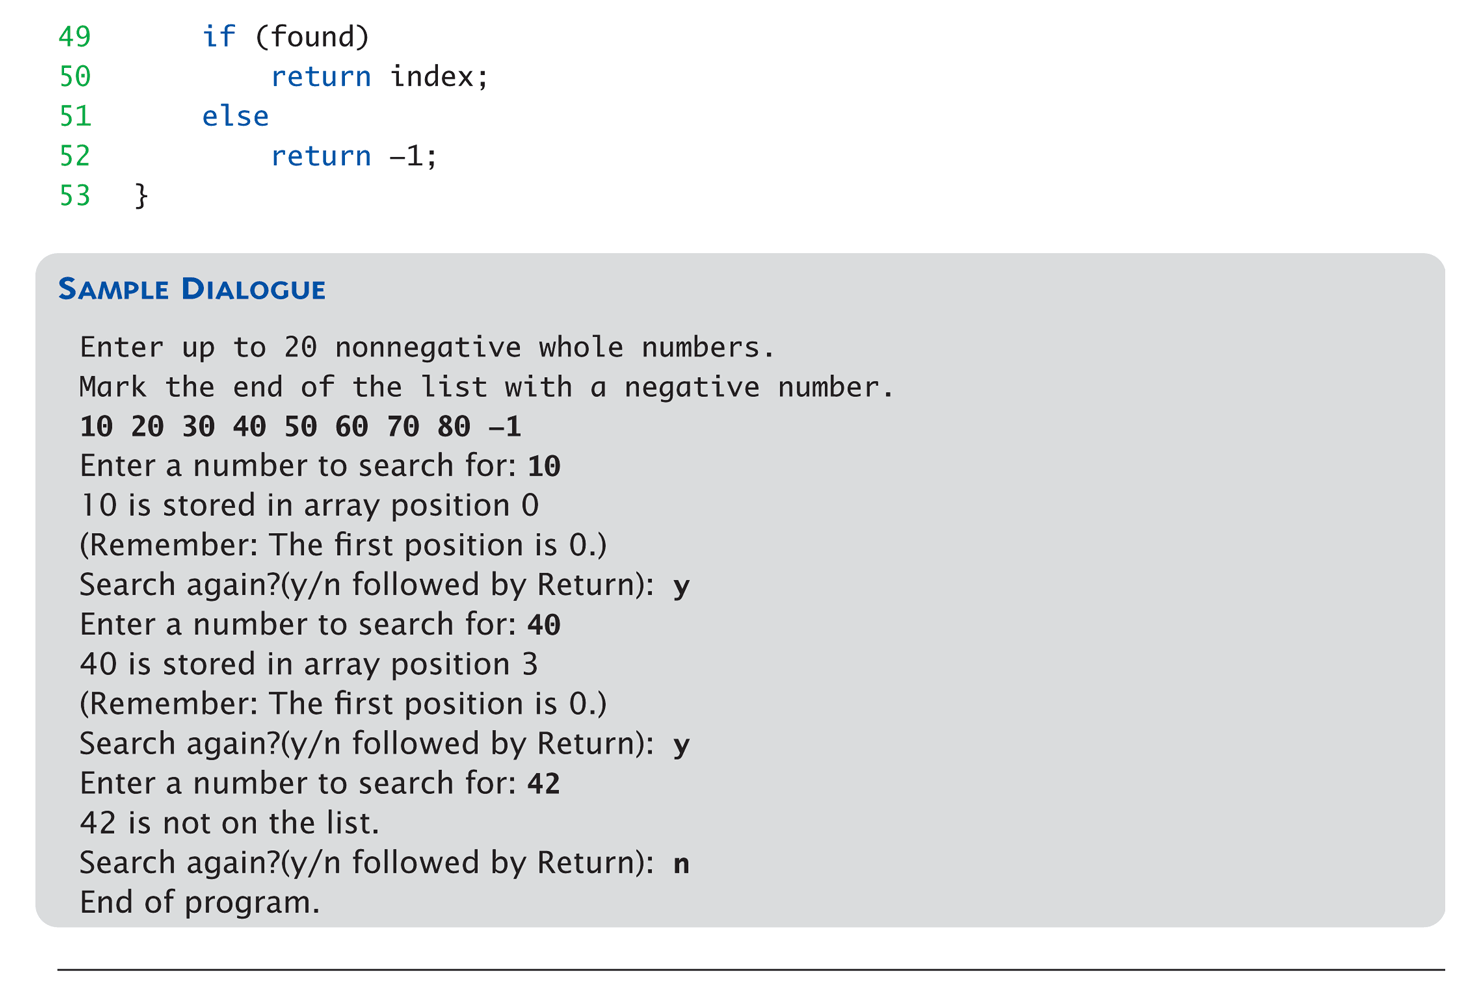 49 if (found)
50 return index;
51 else
52 return –1;
53 }
SAMPLE DIALOGUE
Enter up to 20 nonnegative whole numbers.
Mark the end of the list with a negative number.
10 20 30 40 50 60 70 80 –1
Enter a number to search for: 10
10 is stored in array position 0
(Remember: The first position is 0.)
Search again?(y/n followed by Return): y
Enter a number to search for: 40
40 is stored in array position 3
(Remember: The first position is 0.)
Search again?(y/n followed by Return): y
Enter a number to search for: 42
42 is not on the list.
Search again?(y/n followed by Return): n
End of program.